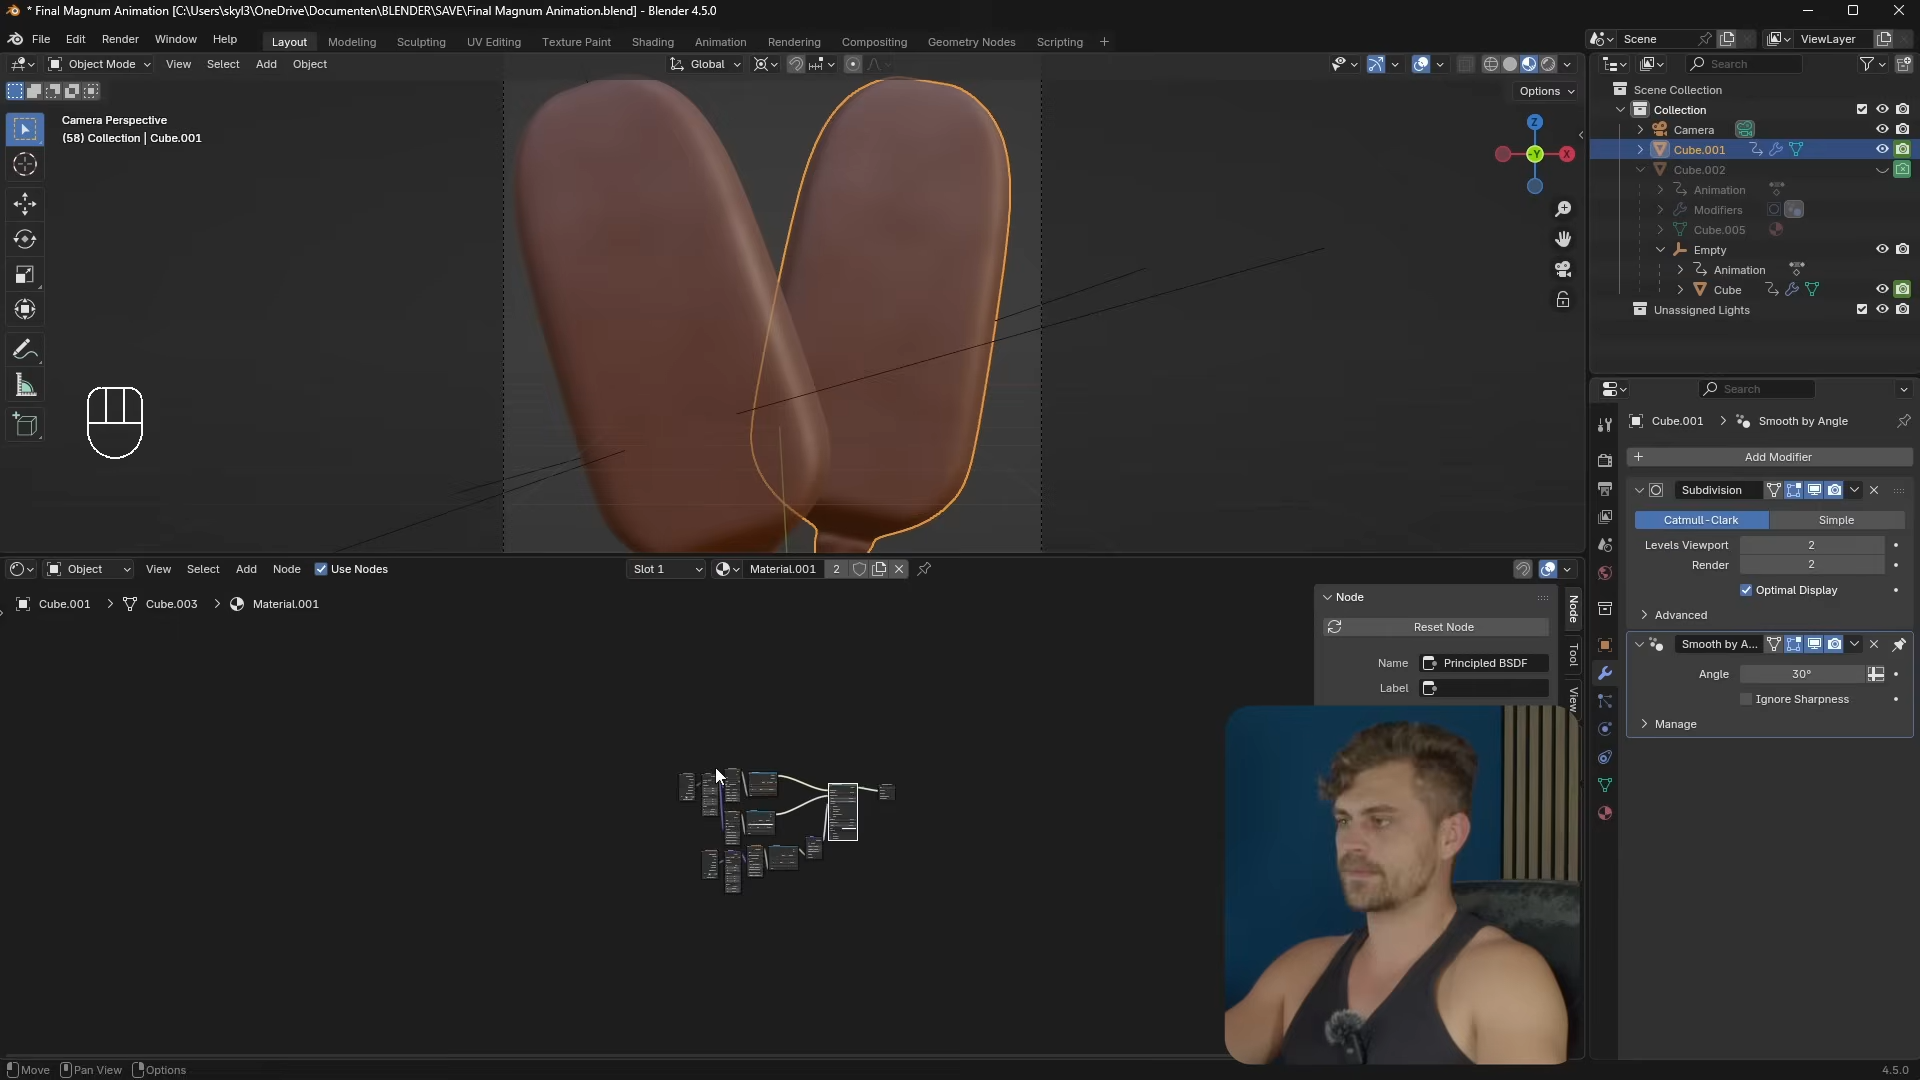 * Final Magnum Animation [C:\Users\skyl3\OneDrive\Documenten\BLENDER\SAVE\Final Magnum Animation.blend] - Blender 4.5.0
File Edit Render Window Help
Layout Modeling Sculpting UV Editing Texture Paint Shading Animation Rendering Compositing Geometry Nodes Scripting +
Scene
ViewLayer
Object Mode View Select Add Object
Global
Search
Options
Camera Perspective
(58) Collection | Cube.001
Z
-Y
X
Scene Collection
Collection
Camera
Cube.001
Cube.002
Animation
Modifiers
Cube.005
Empty
Animation
Cube
Unassigned Lights
Search
Cube.001 > Smooth by Angle
+ Add Modifier
Subdivision
Catmull-Clark Simple
Levels Viewport 2
Render 2
Optimal Display
Advanced
Smooth by A...
Angle 30°
Ignore Sharpness
Manage
Object View Select Add Node Use Nodes
Slot 1
Material.001 2
Cube.001 > Cube.003 > Material.001
Node
Reset Node
Name Principled BSDF
Label
Node
Tool
View
Move Pan View Options
4.5.0